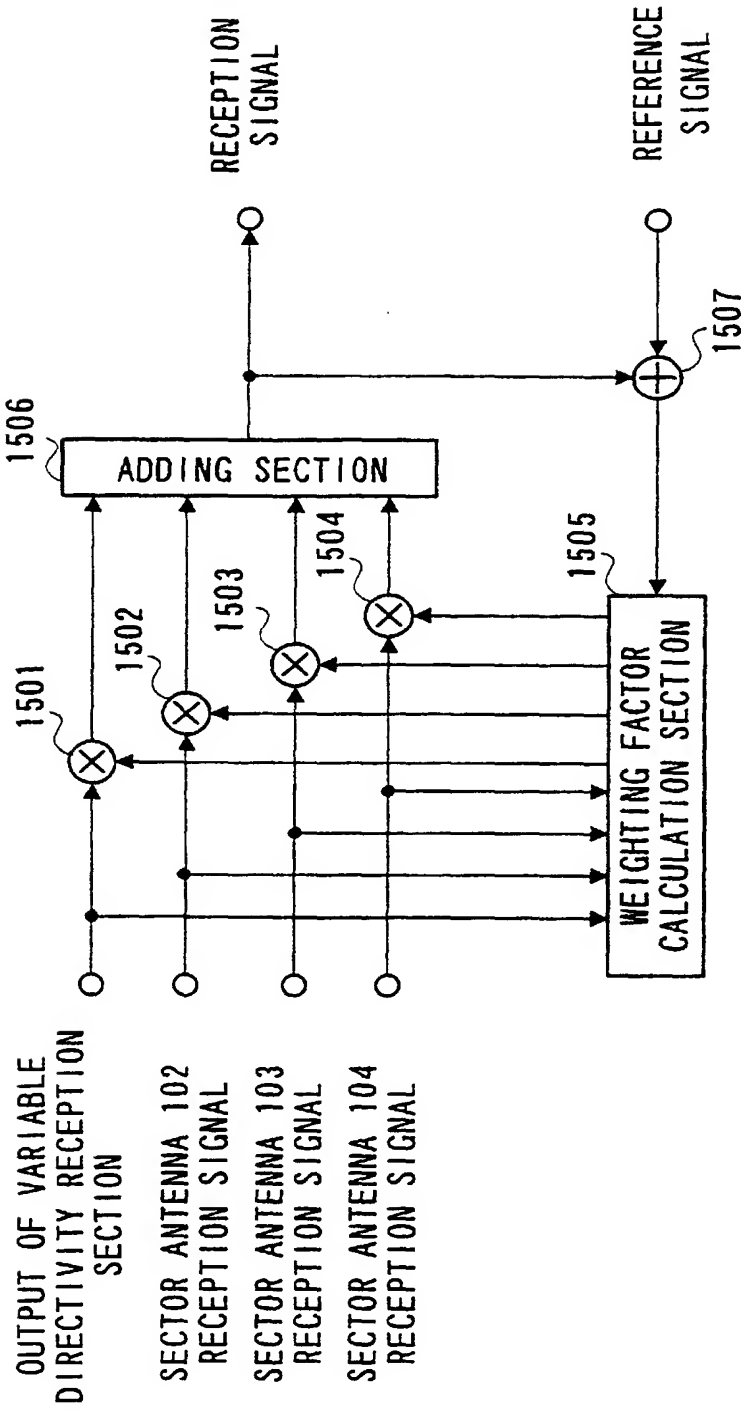 OUTPUT OF VARIABLE
DIRECTIVITY RECEPTION
SECTION
SECTOR ANTENNA 102
RECEPTION SIGNAL
SECTOR ANTENNA 103
RECEPTION SIGNAL
SECTOR ANTENNA 104
RECEPTION SIGNAL
1501
1502
1503
1504
1506
ADDING SECTION
RECEPTION
SIGNAL
1505
WEIGHTING FACTOR
CALCULATION SECTION
1507
REFERENCE
SIGNAL